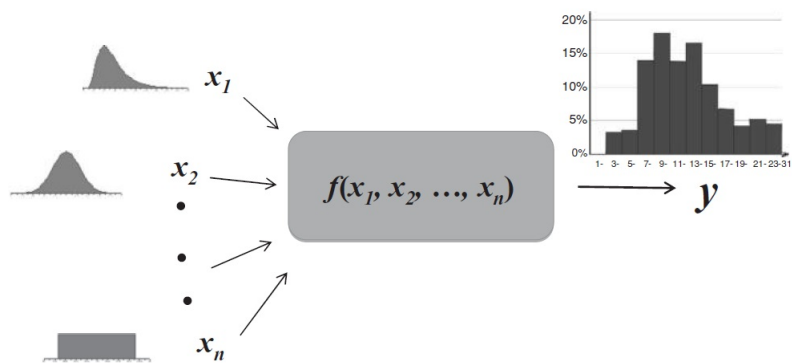 x1
x2
xn
f(x1, x2, ..., xn)
20%
15%
10%
5%
0%
1- 3- 5- 7- 9- 11- 13- 15- 17- 19- 21- 23-31
y